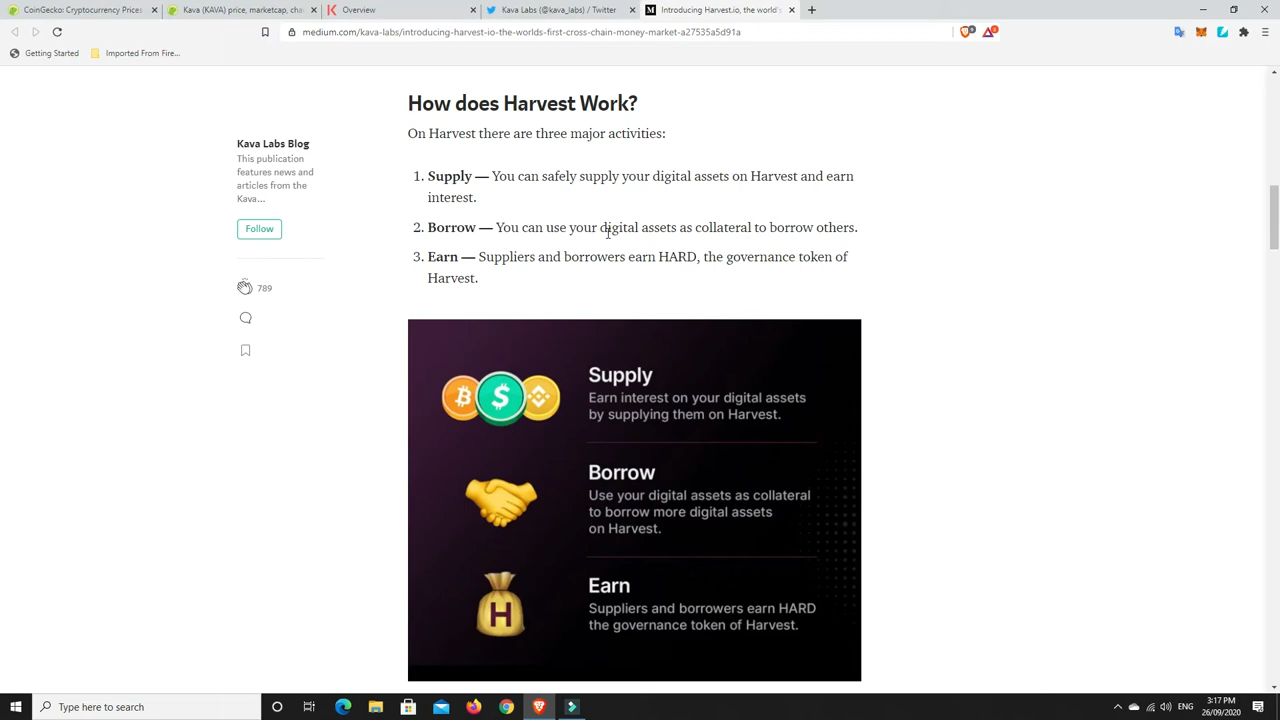 CoinGecko: Cryptocurrency Prices
Kava (KAVA) price, marketcap, cha
Overview
Kava Labs (@kava_labs) / Twitter
Introducing Harvest.io, the world's
medium.com/kava-labs/introducing-harvest-io-the-worlds-first-cross-chain-money-market-a27535a5d91a
Getting Started
Imported From Fire...
How does Harvest Work?
On Harvest there are three major activities:
Kava Labs Blog
This publication
features news and
articles from the
Kava...
Follow
789
1. Supply — You can safely supply your digital assets on Harvest and earn
interest.
2. Borrow — You can use your digital assets as collateral to borrow others.
3. Earn — Suppliers and borrowers earn HARD, the governance token of
Harvest.
Supply
Earn interest on your digital assets
by supplying them on Harvest.
Borrow
Use your digital assets as collateral
to borrow more digital assets
on Harvest.
H
Earn
Suppliers and borrowers earn HARD
the governance token of Harvest.
Type here to search
ENG
3:17 PM
26/09/2020